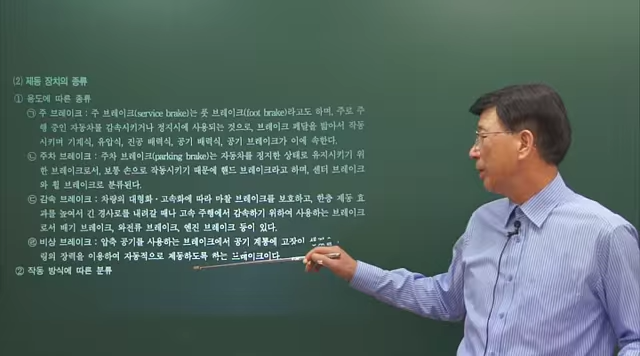 (2) 제동 장치의 종류
① 용도에 따른 종류
㉠ 주 브레이크 : 주 브레이크(service brake)는 풋 브레이크(foot brake)라고도 하며, 주로 주
행 중인 자동차를 감속시키거나 정지시에 사용되는 것으로, 브레이크 페달을 밟아서 작동
시키며 기계식, 유압식, 진공 배력식, 공기 배력식, 공기 브레이크가 이에 속한다.
㉡ 주차 브레이크 : 주차 브레이크(parking brake)는 자동차를 정지한 상태로 유지시키기 위
한 브레이크로서, 보통 손으로 작동시키기 때문에 핸드 브레이크라고 하며, 센터 브레이크
와 휠 브레이크로 분류된다.
㉢ 감속 브레이크 : 차량의 대형화·고속화에 따라 마찰 브레이크를 보호하고, 한층 제동 효
과를 높여서 긴 경사로를 내려갈 때나 고속 주행에서 감속하기 위하여 사용하는 브레이크
로서 배기 브레이크, 와전류 브레이크, 엔진 브레이크 등이 있다.
㉣ 비상 브레이크 : 압축 공기를 사용하는 브레이크에서 공기 계통에 고장이
링의 장력을 이용하여 자동적으로 제동하도록 하는 브레이크이다.
② 작동 방식에 따른 분류